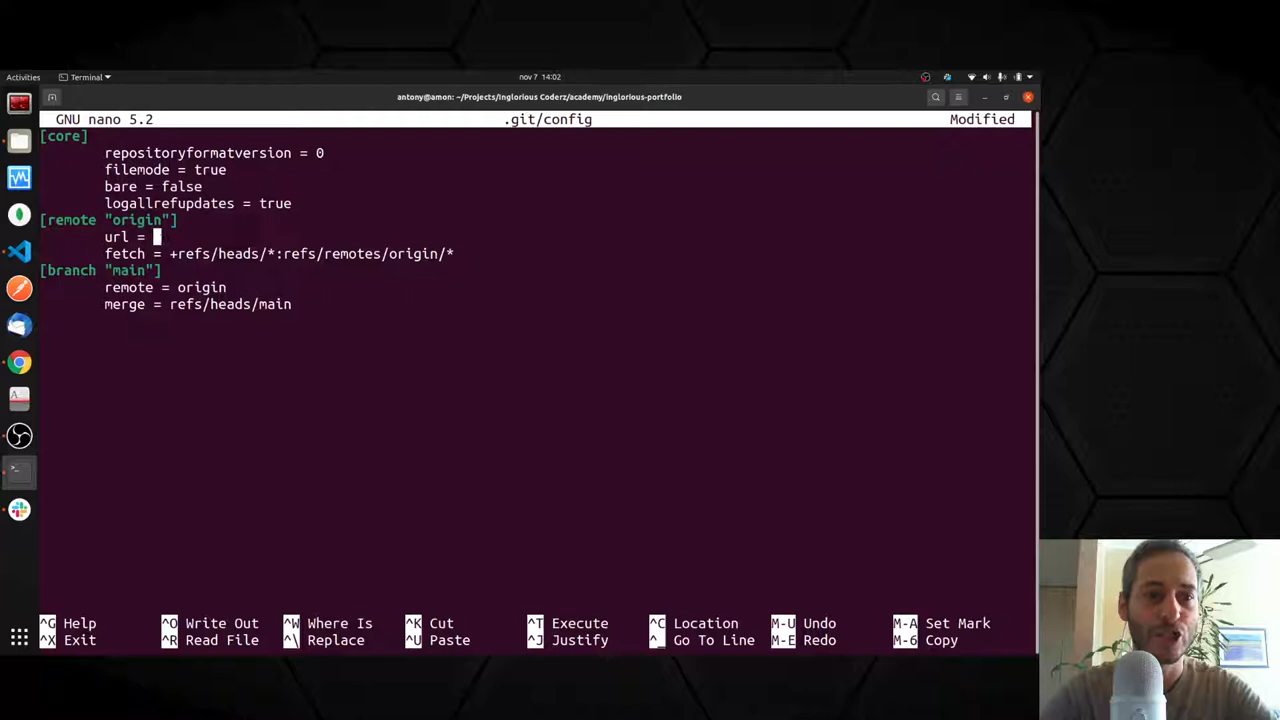 Activities
Terminal
nov 7 14:02
antony@amon: ~/Projects/Inglorious Coderz/academy/inglorious-portfolio
GNU nano 5.2 .git/config Modified
[core]
repositoryformatversion = 0
filemode = true
bare = false
logallrefupdates = true
[remote "origin"]
url =
fetch = +refs/heads/*:refs/remotes/origin/*
[branch "main"]
remote = origin
merge = refs/heads/main
^G Help ^O Write Out ^W Where Is ^K Cut ^T Execute ^C Location M-U Undo M-A Set Mark
^X Exit ^R Read File ^\ Replace ^U Paste ^J Justify ^_ Go To Line M-E Redo M-6 Copy